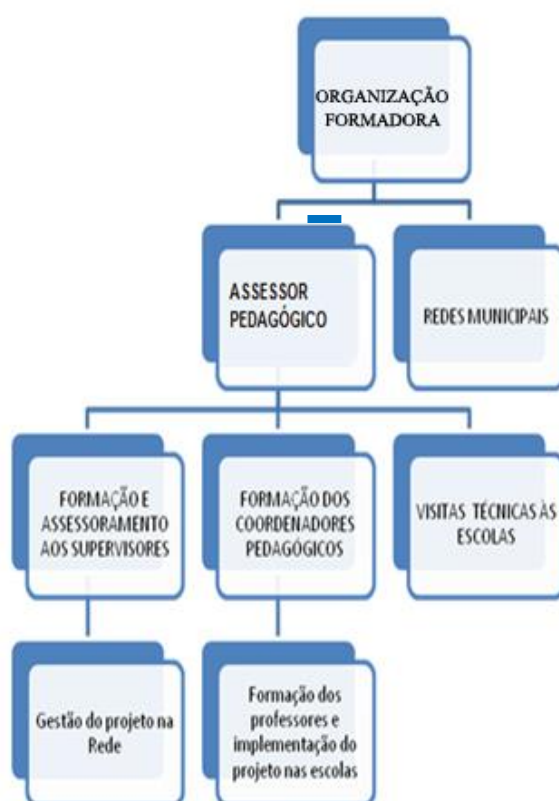 ORGANIZAÇÃO
FORMADORA
ASSESSOR
PEDAGÓGICO
REDES MUNICIPAIS
FORMAÇÃO E
ASSESSORAMENTO
AOS SUPERVISORES
FORMAÇÃO DOS
COORDENADORES
PEDAGÓGICOS
VISITAS TÉCNICAS ÀS
ESCOLAS
Gestão do projeto na
Rede
Formação dos
professores e
implementação do
projeto nas escolas